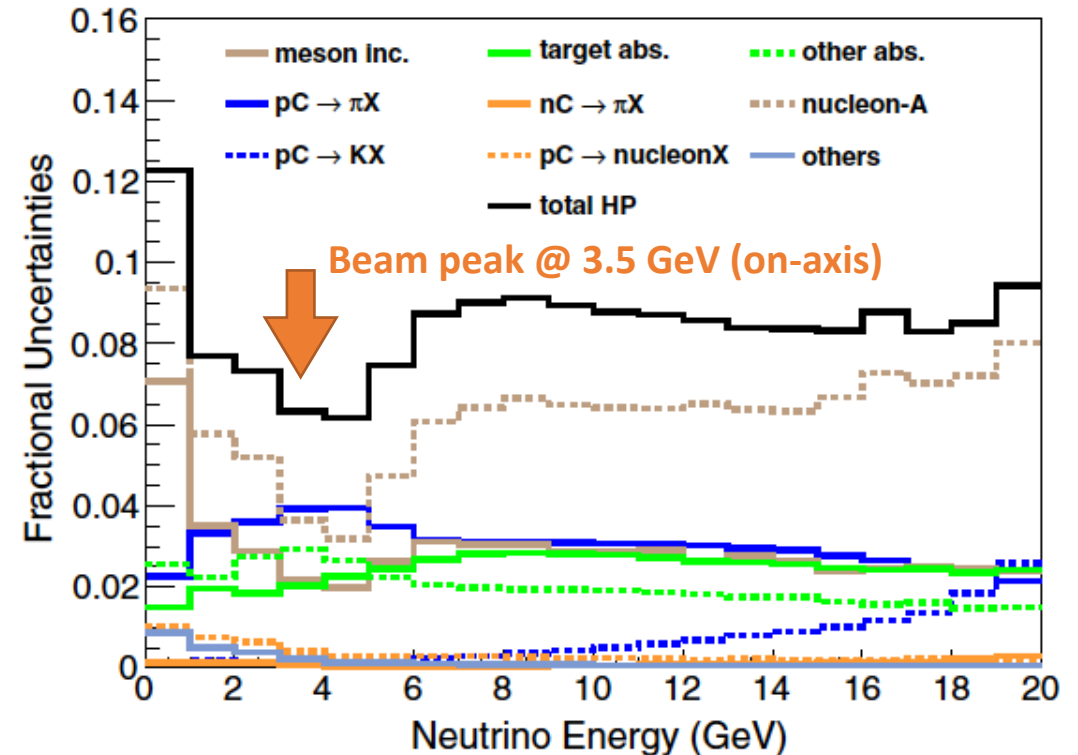 0.16
0.14
0.12
0.1
0.08
0.06
0.04
0.02
0
Fractional Uncertainties
meson inc. target abs. other abs.
pC → πX nC → πX nucleon-A
pC → KX pC → nucleonX others
total HP
Beam peak @ 3.5 GeV (on-axis)
0 2 4 6 8 10 12 14 16 18 20
Neutrino Energy (GeV)